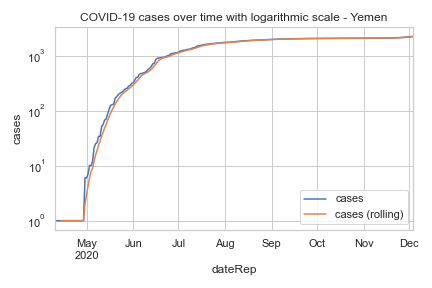 COVID-19 cases over time with logarithmic scale - Yemen
cases
10³
10²
10¹
10⁰
cases
cases (rolling)
May Jun Jul Aug Sep Oct Nov Dec
2020
dateRep